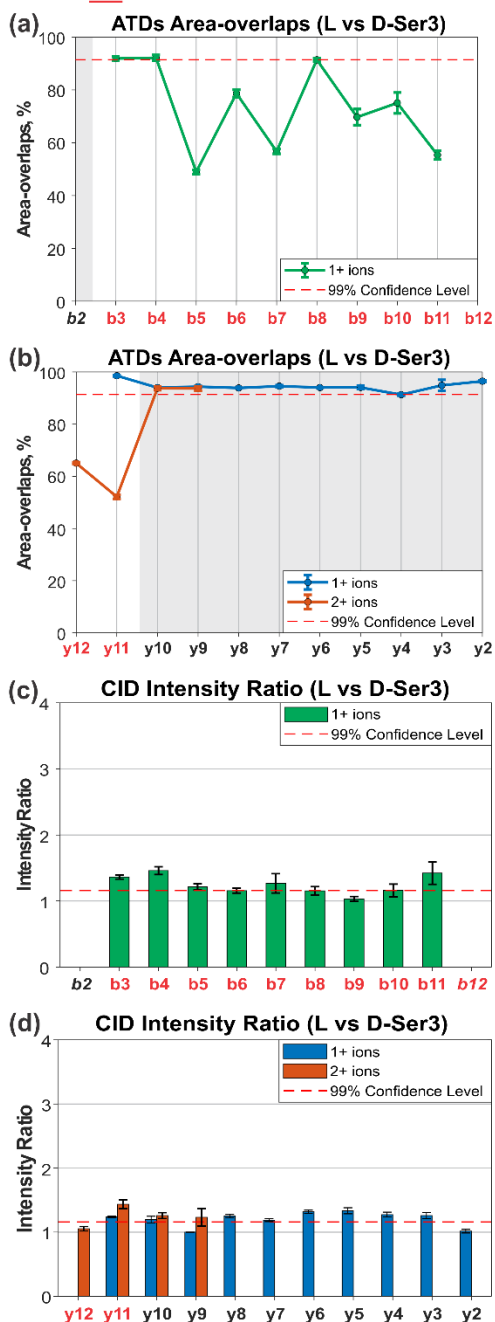 (a) ATDs Area-overlaps (L vs D-Ser3)
100
80
60
40
20
0
Area-overlaps, %
1+ ions
99% Confidence Level
b2 b3 b4 b5 b6 b7 b8 b9 b10 b11 b12
(b) ATDs Area-overlaps (L vs D-Ser3)
100
80
60
40
20
0
Area-overlaps, %
1+ ions
2+ ions
99% Confidence Level
y12 y11 y10 y9 y8 y7 y6 y5 y4 y3 y2
(c) CID Intensity Ratio (L vs D-Ser3)
4
3
2
1
0
Intensity Ratio
1+ ions
99% Confidence Level
b2 b3 b4 b5 b6 b7 b8 b9 b10 b11 b12
(d) CID Intensity Ratio (L vs D-Ser3)
4
3
2
1
0
Intensity Ratio
1+ ions
2+ ions
99% Confidence Level
y12 y11 y10 y9 y8 y7 y6 y5 y4 y3 y2